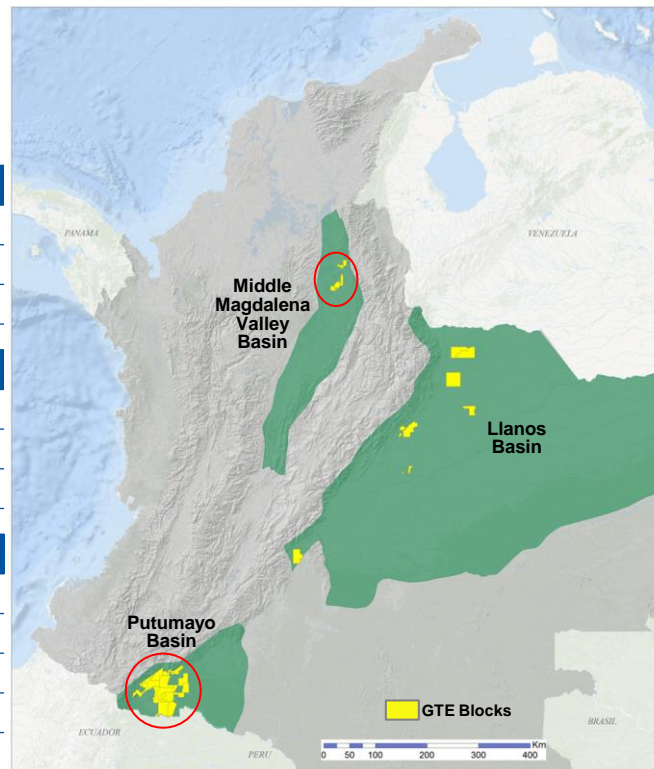 PANAMA
VENEZUELA
Middle
Magdalena
Valley
Basin
Llanos
Basin
Putumayo
Basin
GTE Blocks
ECUADOR
PERU
BRASIL
Km
0 25 50 100 200 300 400